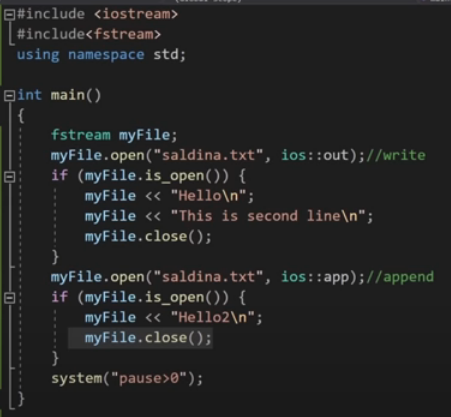 #include <iostream>
#include<fstream>
using namespace std;
int main()
{
fstream myFile;
myFile.open("saldina.txt", ios::out);//write
if (myFile.is_open()) {
myFile << "Hello\n";
myFile << "This is second line\n";
myFile.close();
}
myFile.open("saldina.txt", ios::app);//append
if (myFile.is_open()) {
myFile << "Hello2\n";
myFile.close();
}
system("pause>0");
}